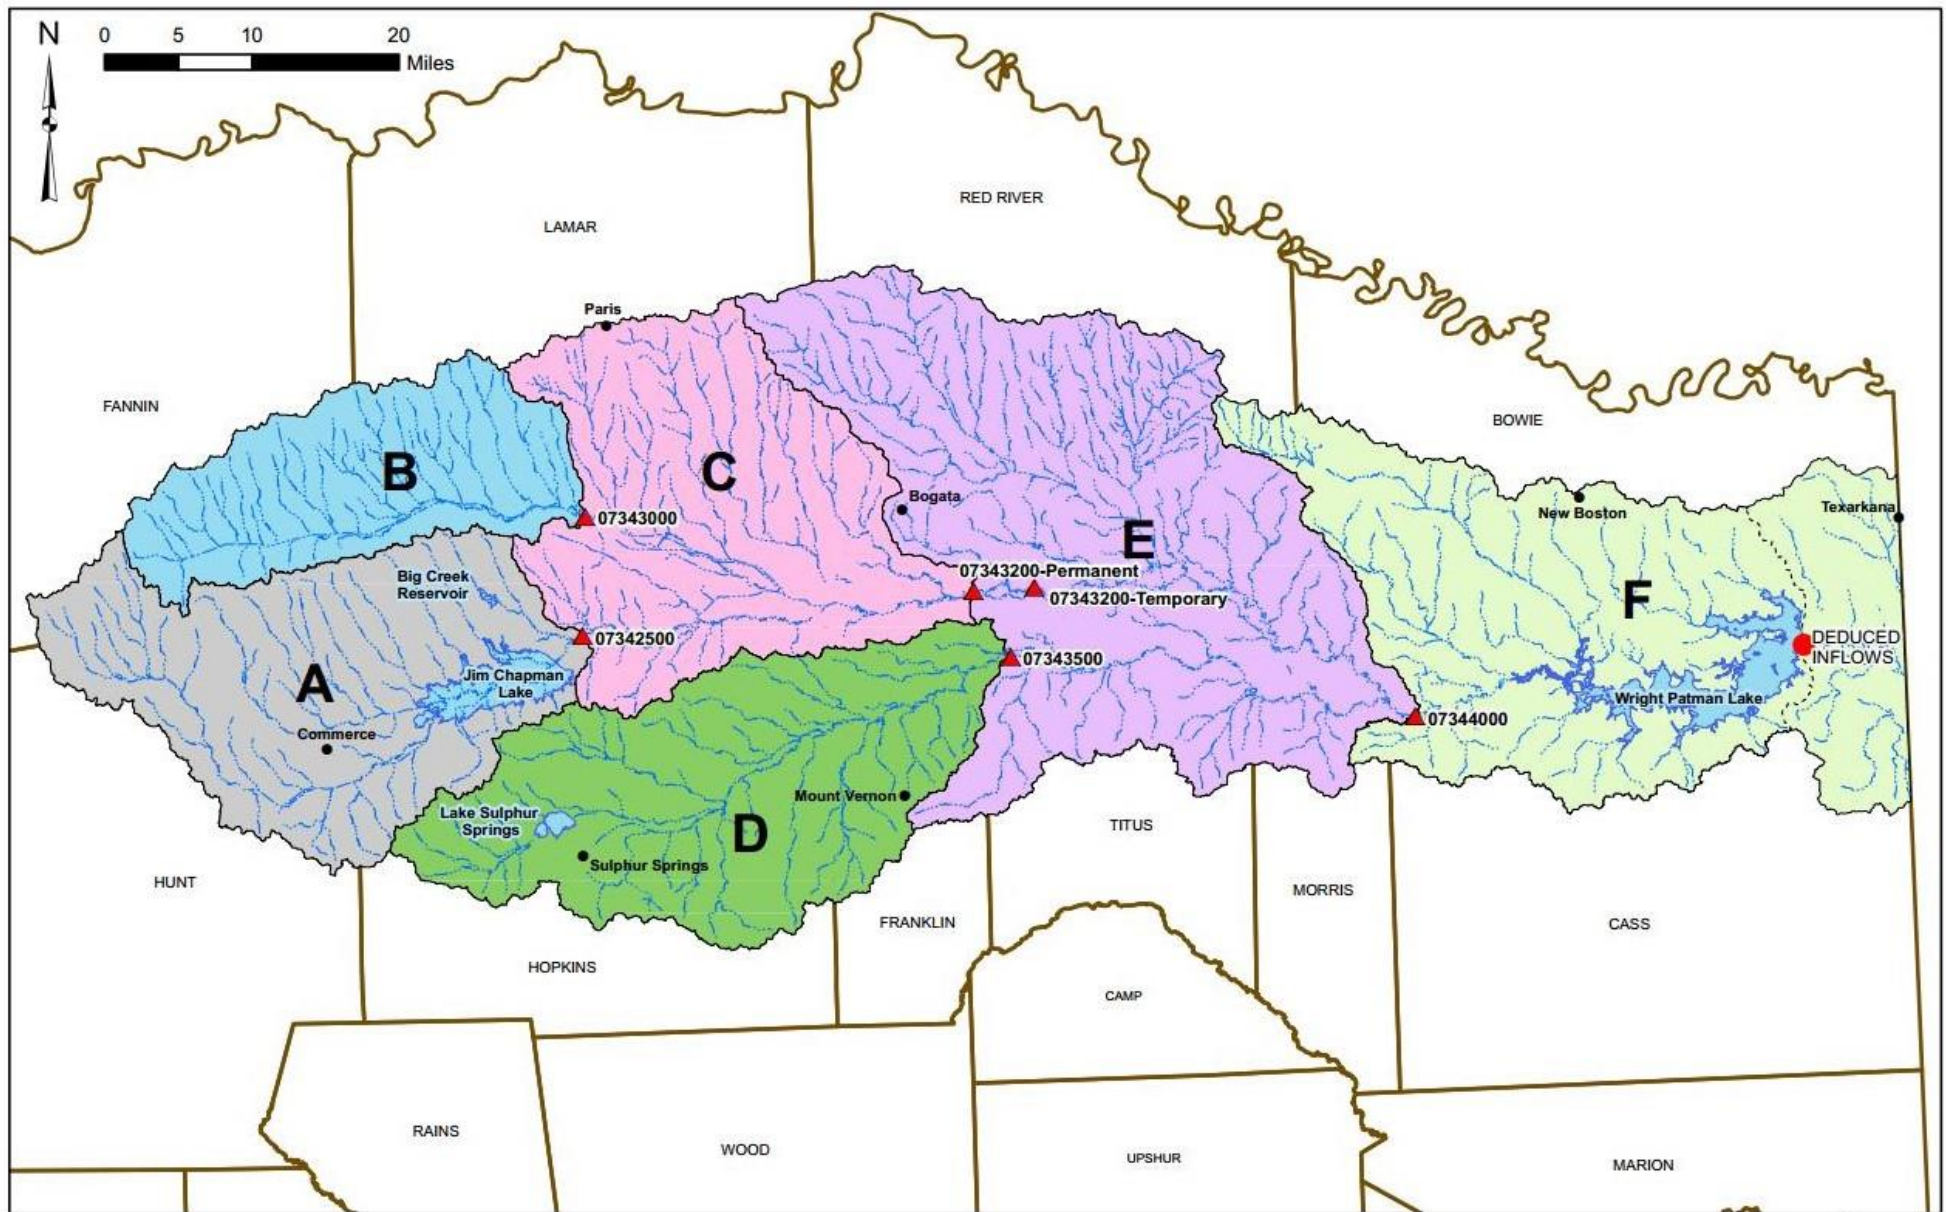 N
0 5 10 20
Miles
RED RIVER
LAMAR
Paris
FANNIN
BOWIE
B
C
Bogata
Texarkana
New Boston
07343000
E
07343200-Permanent
07343200-Temporary
Big Creek
Reservoir
F
07342500
DEDUCED
INFLOWS
07343500
A
Jim Chapman
Lake
Wright Patman Lake
07344000
Commerce
Mount Vernon
Lake Sulphur
Springs
D
TITUS
Sulphur Springs
HUNT
MORRIS
FRANKLIN
CASS
HOPKINS
CAMP
RAINS
WOOD
UPSHUR
MARION